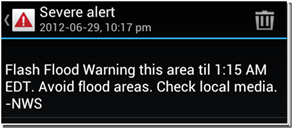 Severe alert
2012-06-29, 10:17 pm
Flash Flood Warning this area til 1:15 AM
EDT. Avoid flood areas. Check local media.
-NWS